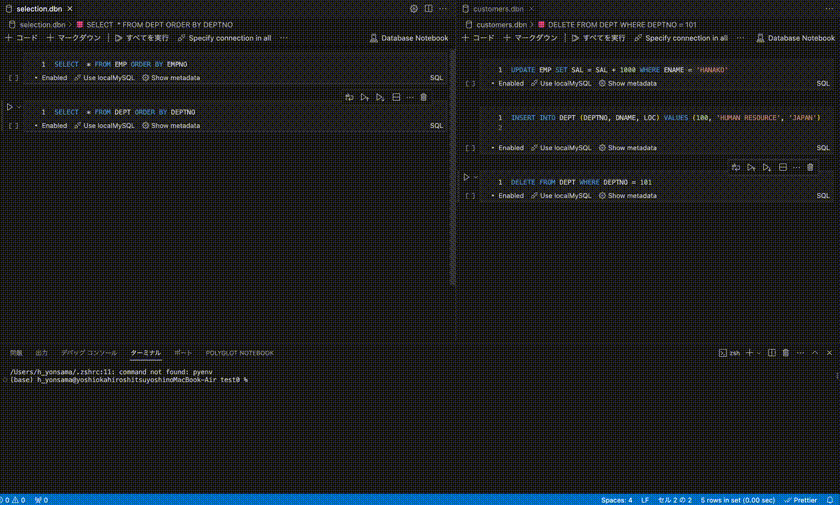 selection.dbn
selection.dbn > SELECT * FROM DEPT ORDER BY DEPTNO
コード マークダウン すべてを実行 Specify connection in all ... Database Notebook
1 SELECT * FROM EMP ORDER BY EMPNO
[ ] Enabled Use localMySQL Show metadata SQL
1 SELECT * FROM DEPT ORDER BY DEPTNO
[ ] Enabled Use localMySQL Show metadata SQL
customers.dbn
customers.dbn > DELETE FROM DEPT WHERE DEPTNO = 101
コード マークダウン すべてを実行 Specify connection in all ... Database Notebook
1 UPDATE EMP SET SAL = SAL + 1000 WHERE ENAME = 'HANAKO'
[ ] Enabled Use localMySQL Show metadata SQL
1 INSERT INTO DEPT (DEPTNO, DNAME, LOC) VALUES (100, 'HUMAN RESOURCE', 'JAPAN')
2
[ ] Enabled Use localMySQL Show metadata SQL
1 DELETE FROM DEPT WHERE DEPTNO = 101
[ ] Enabled Use localMySQL Show metadata SQL
問題 出力 デバッグ コンソール ターミナル ポート POLYGLOT NOTEBOOK zsh
/Users/h_yonsama/.zshrc:11: command not found: pyenv
(base) h_yonsama@yoshiokahiroshitsuyoshinoMacBook-Air test0 %
0 0 0 Spaces: 4 LF セル 2 の 2 5 rows in set (0.00 sec) Prettier